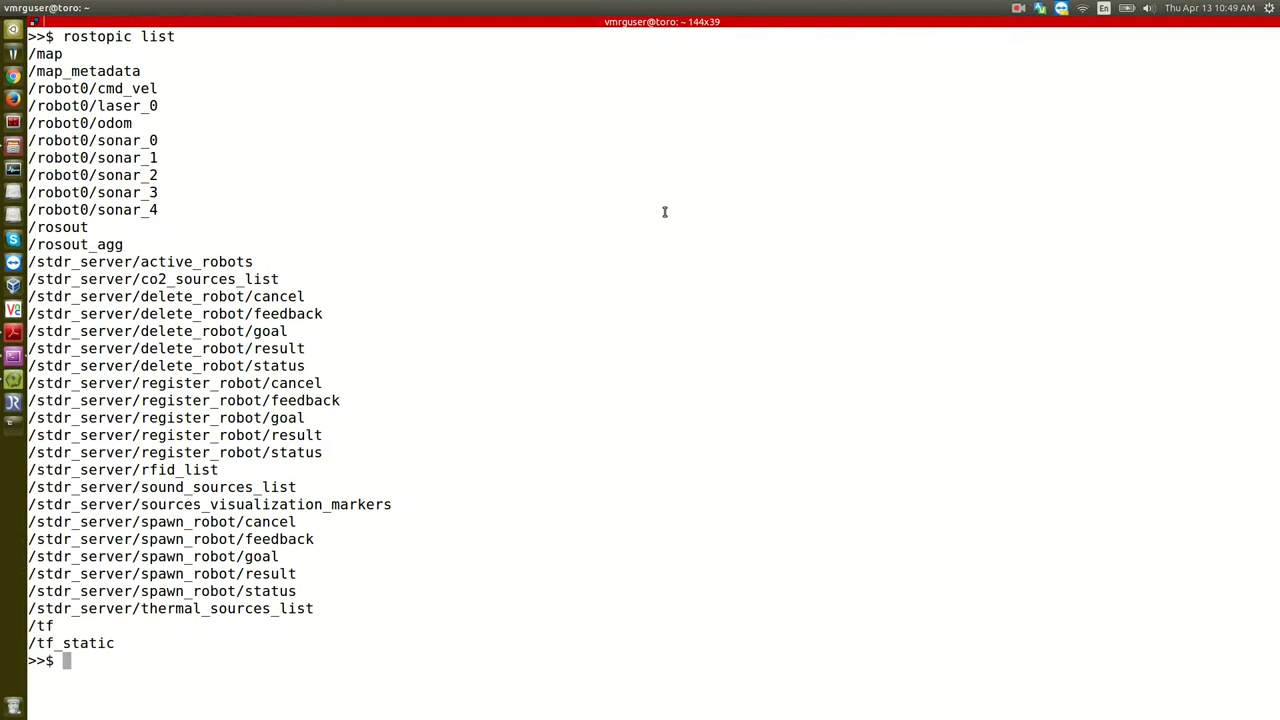 vmrguser@toro: ~
En
Thu Apr 13 10:49 AM
vmrguser@toro: ~ 144x39
>>$ rostopic list
/map
/map_metadata
/robot0/cmd_vel
/robot0/laser_0
/robot0/odom
/robot0/sonar_0
/robot0/sonar_1
/robot0/sonar_2
/robot0/sonar_3
/robot0/sonar_4
/rosout
/rosout_agg
/stdr_server/active_robots
/stdr_server/co2_sources_list
/stdr_server/delete_robot/cancel
/stdr_server/delete_robot/feedback
/stdr_server/delete_robot/goal
/stdr_server/delete_robot/result
/stdr_server/delete_robot/status
/stdr_server/register_robot/cancel
/stdr_server/register_robot/feedback
/stdr_server/register_robot/goal
/stdr_server/register_robot/result
/stdr_server/register_robot/status
/stdr_server/rfid_list
/stdr_server/sound_sources_list
/stdr_server/sources_visualization_markers
/stdr_server/spawn_robot/cancel
/stdr_server/spawn_robot/feedback
/stdr_server/spawn_robot/goal
/stdr_server/spawn_robot/result
/stdr_server/spawn_robot/status
/stdr_server/thermal_sources_list
/tf
/tf_static
>>$